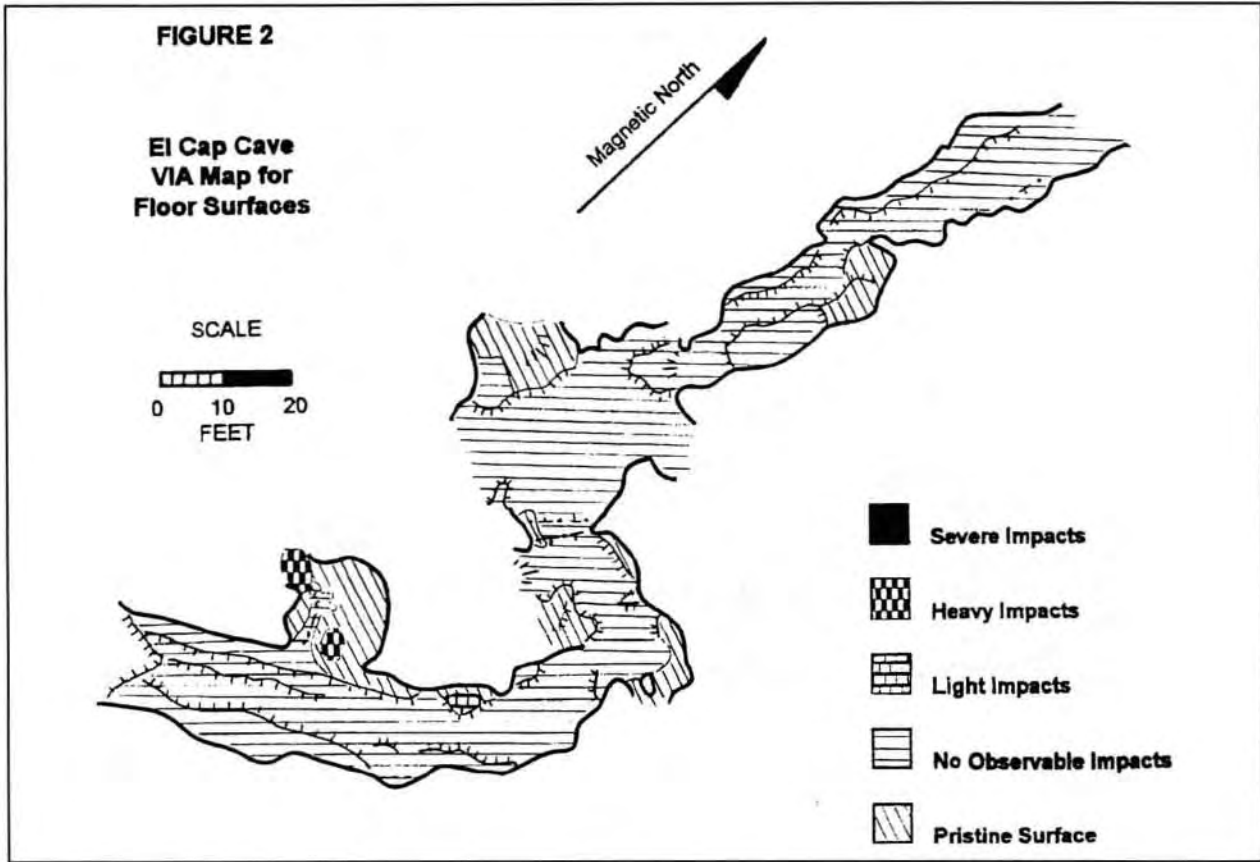 FIGURE 2
El Cap Cave
VIA Map for
Floor Surfaces
Magnetic North
SCALE
0 10 20
FEET
Severe Impacts
Heavy Impacts
Light Impacts
No Observable Impacts
Pristine Surface